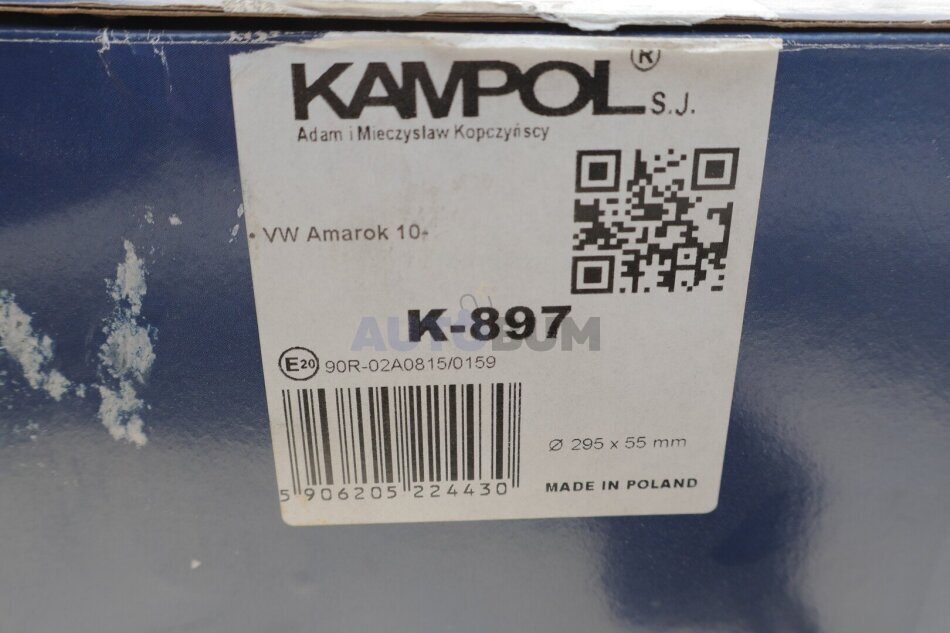 KAMPOL® S.J.
Adam i Mieczysław Kopczyńscy
• VW Amarok 10-
K-897
AUTOBUM
E20 90R-02A0815/0159
Ø 295 x 55 mm
5 906205 224430
MADE IN POLAND